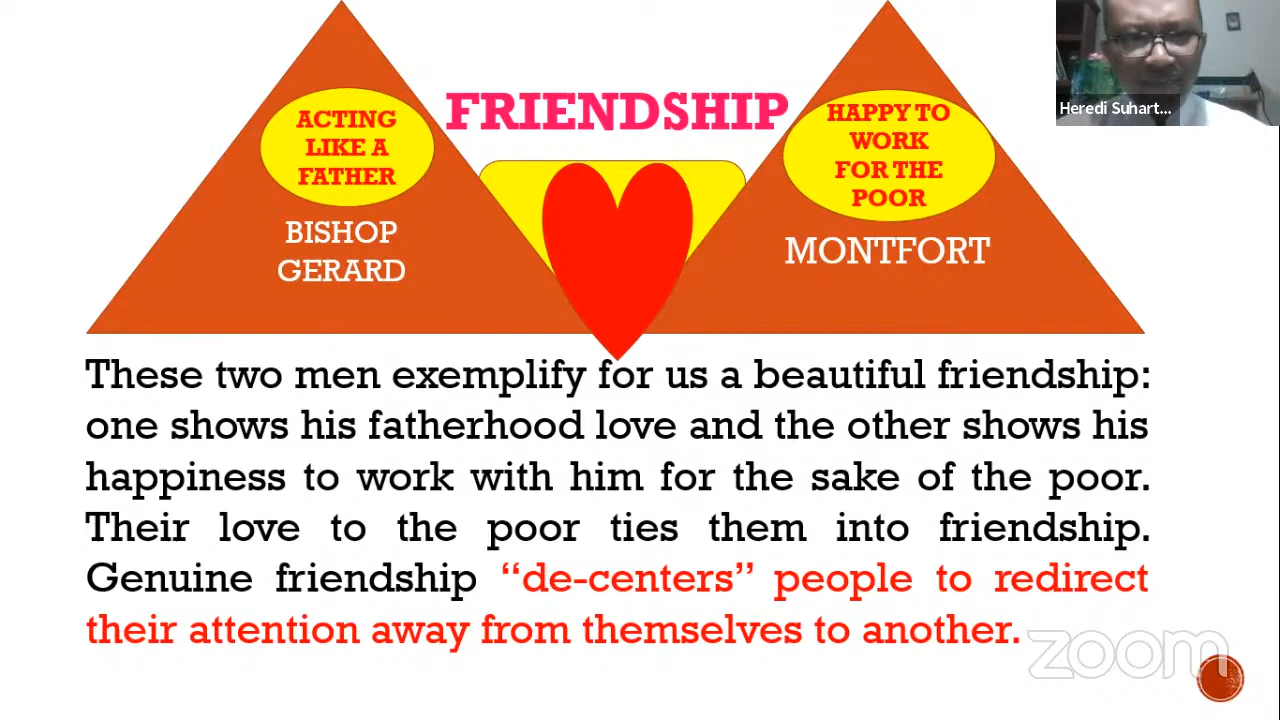 FRIENDSHIP
ACTING
LIKE A
FATHER
BISHOP
GERARD
HAPPY TO
WORK
FOR THE
POOR
MONTFORT
Heredi Suhart...
These two men exemplify for us a beautiful friendship:
one shows his fatherhood love and the other shows his
happiness to work with him for the sake of the poor.
Their love to the poor ties them into friendship.
Genuine friendship “de-centers” people to redirect
their attention away from themselves to another.
zoom